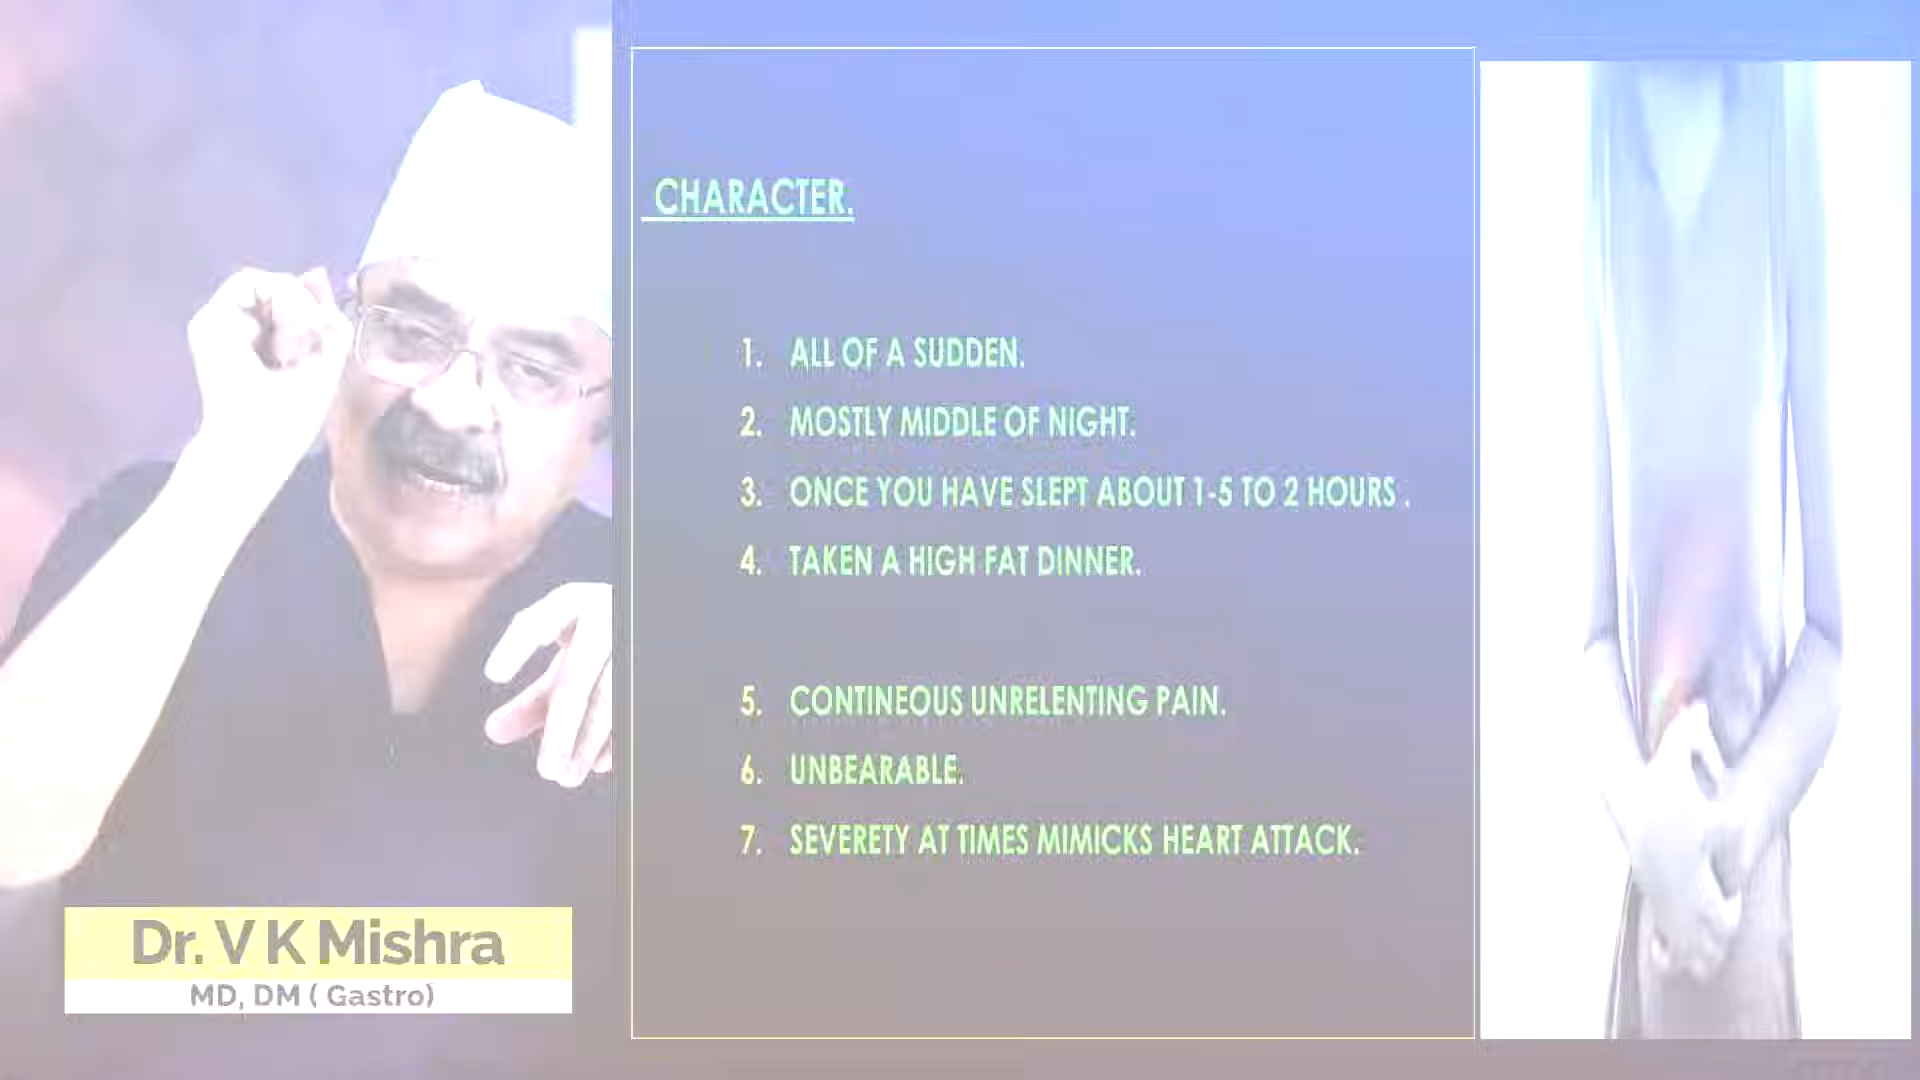 CHARACTER.
1. ALL OF A SUDDEN.
2. MOSTLY MIDDLE OF NIGHT.
3. ONCE YOU HAVE SLEPT ABOUT 1-5 TO 2 HOURS .
4. TAKEN A HIGH FAT DINNER.
5. CONTINEOUS UNRELENTING PAIN.
6. UNBEARABLE.
7. SEVERETY AT TIMES MIMICKS HEART ATTACK.
Dr. V K Mishra
MD, DM ( Gastro)